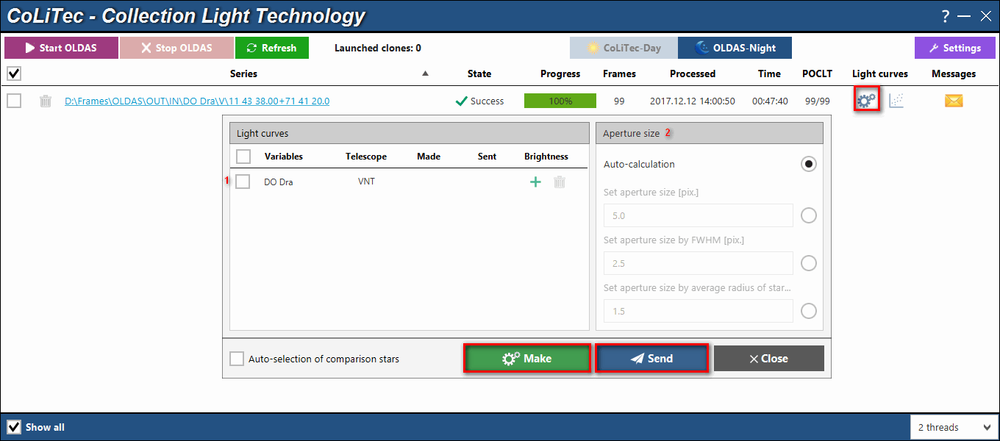 CoLiTec - Collection Light Technology
?
Start OLDAS Stop OLDAS Refresh Launched clones: 0 CoLiTec-Day OLDAS-Night Settings
Series State Progress Frames Processed Time POCLT Light curves Messages
D:\Frames\OLDAS\OUT\IN\DO Dra\V\11 43 38.00+71 41 20.0 Success 100% 99 2017.12.12 14:00:50 00:47:40 99/99
Light curves Aperture size 2
Variables Telescope Made Sent Brightness
Auto-calculation
1 DO Dra VNT
Set aperture size [pix.]
5.0
Set aperture size by FWHM [pix.]
2.5
Set aperture size by average radius of star...
1.5
Auto-selection of comparison stars Make Send Close
Show all 2 threads